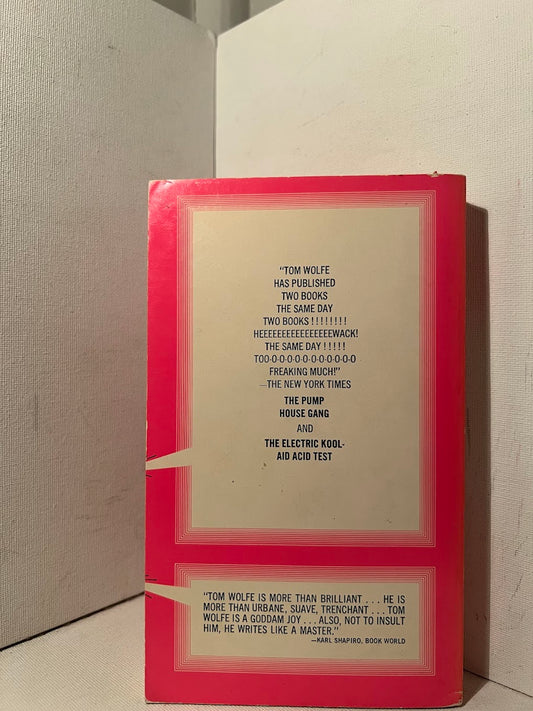 "TOM WOLFE
HAS PUBLISHED
TWO BOOKS
THE SAME DAY
TWO BOOKS ! ! ! ! ! ! ! !
HEEEEEEEEEEEEEEEWACK!
THE SAME DAY ! ! ! ! !
TOO-O-O-O-O-O-O-O-O-O-O-O
FREAKING MUCH!"
—THE NEW YORK TIMES
THE PUMP
HOUSE GANG
AND
THE ELECTRIC KOOL-
AID ACID TEST
"TOM WOLFE IS MORE THAN BRILLIANT . . . HE IS
MORE THAN URBANE, SUAVE, TRENCHANT . . . TOM
WOLFE IS A GODDAM JOY . . . ALSO, NOT TO INSULT
HIM, HE WRITES LIKE A MASTER."
—KARL SHAPIRO, BOOK WORLD